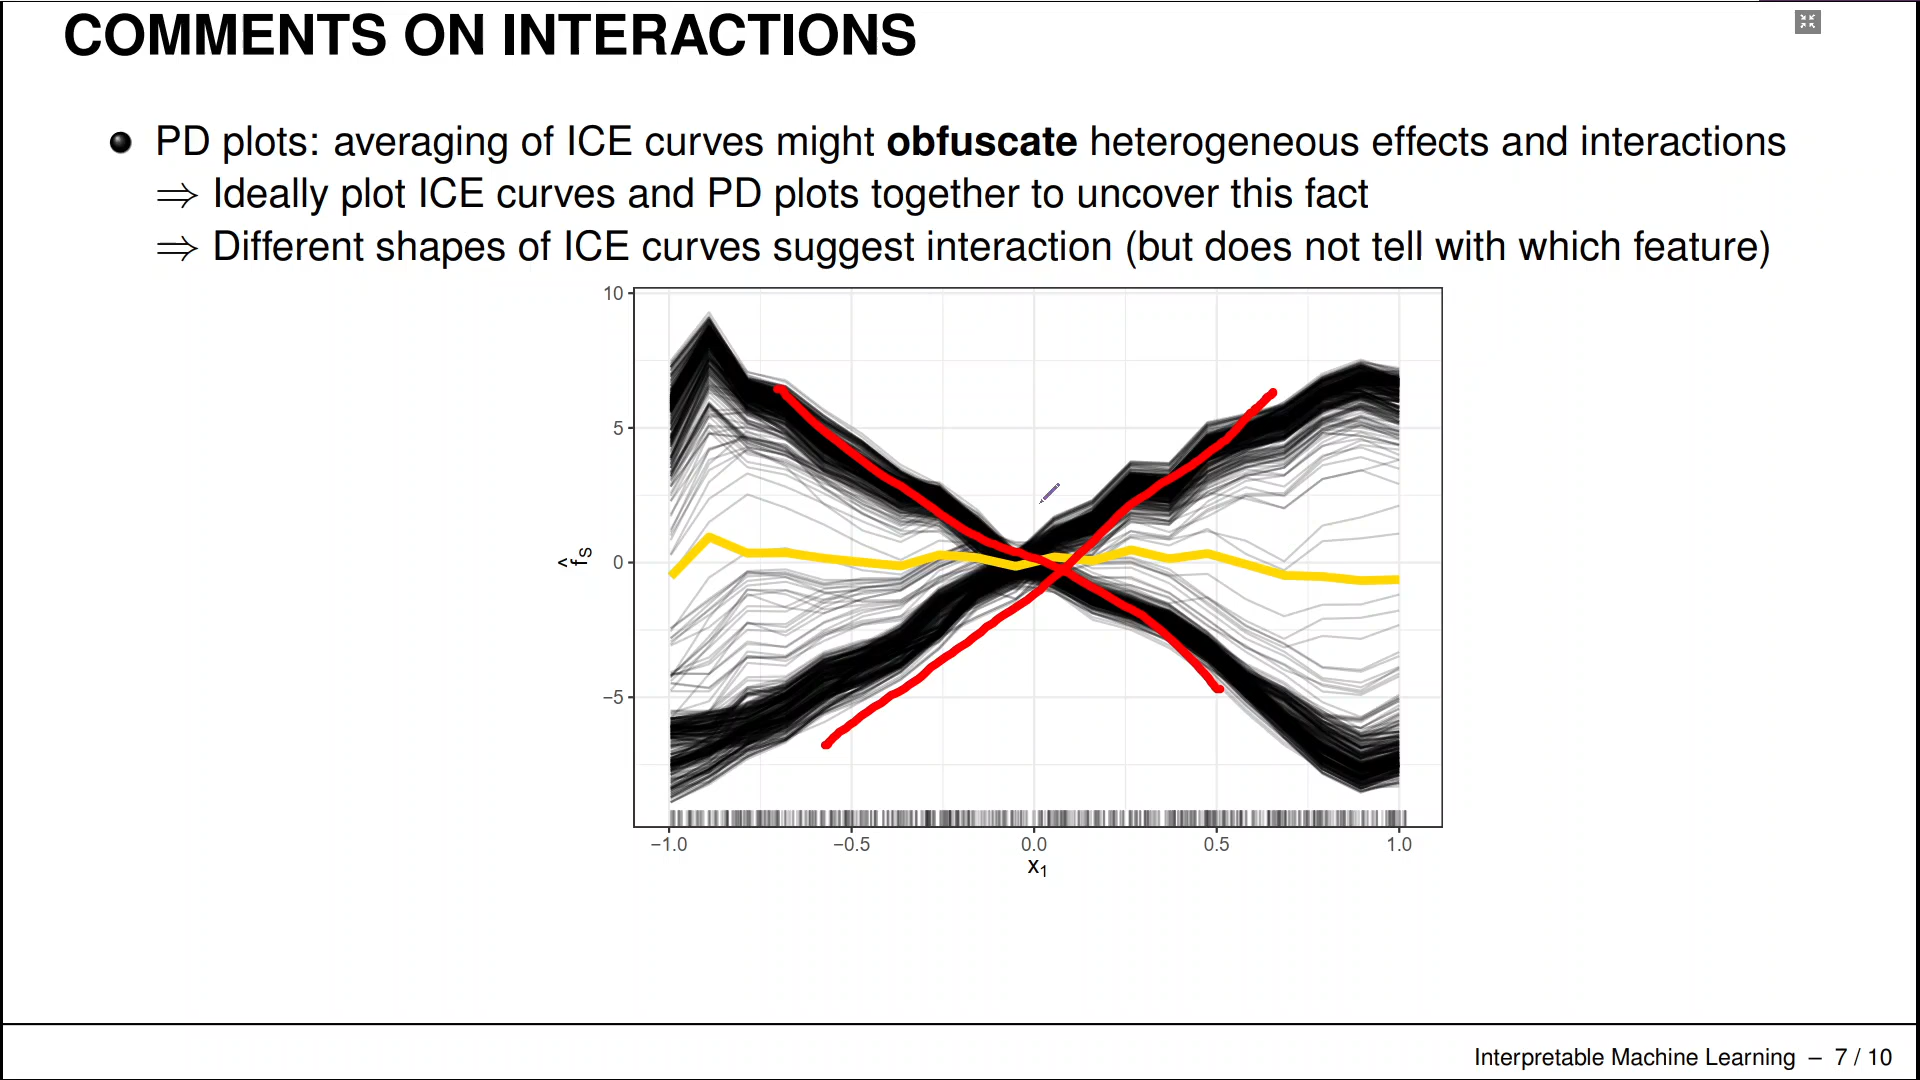 COMMENTS ON INTERACTIONS
PD plots: averaging of ICE curves might obfuscate heterogeneous effects and interactions
⇒ Ideally plot ICE curves and PD plots together to uncover this fact
⇒ Different shapes of ICE curves suggest interaction (but does not tell with which feature)
10
5
0
−5
f̂S
−1.0 −0.5 0.0 0.5 1.0
x1
Interpretable Machine Learning – 7 / 10